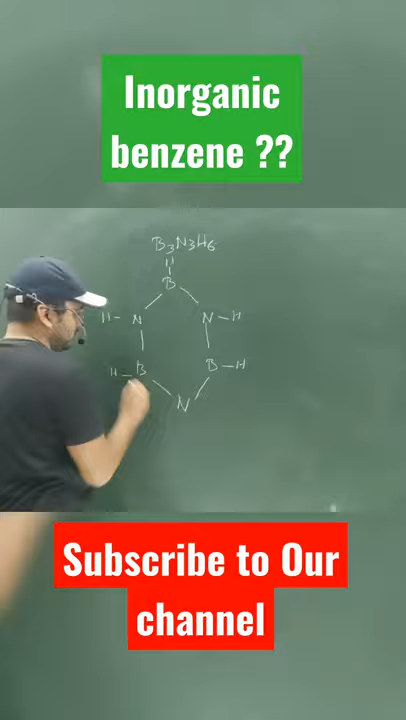 Inorganic
benzene ??
B3N3H6
H
B
H - N
N - H
H - B
B - H
N
Subscribe to Our
channel